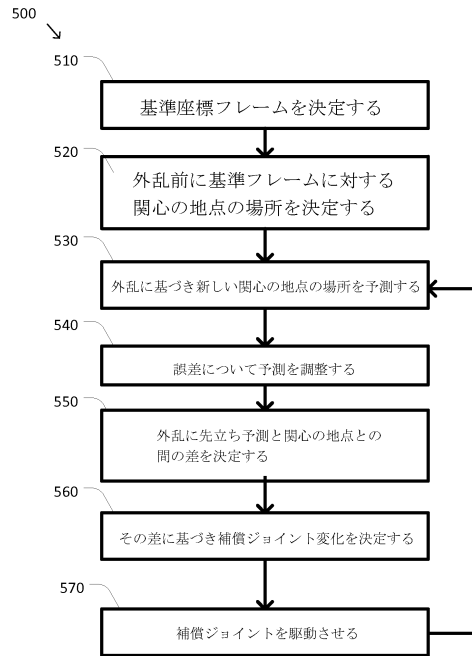 500
510
基準座標フレームを決定する
520
外乱前に基準フレームに対する
関心の地点の場所を決定する
530
外乱に基づき新しい関心の地点の場所を予測する
540
誤差について予測を調整する
550
外乱に先立ち予測と関心の地点との
間の差を決定する
560
その差に基づき補償ジョイント変化を決定する
570
補償ジョイントを駆動させる